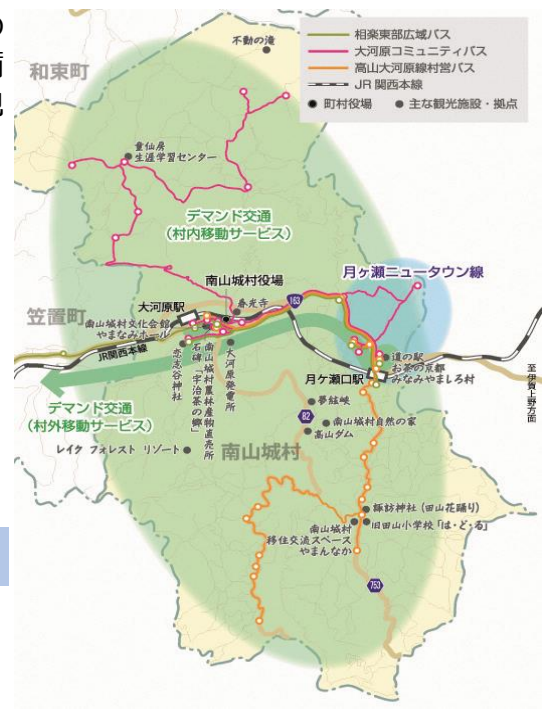 の
相楽東部広域バス
大河原コミュニティバス
高山大河原線村営バス
JR関西本線
町村役場
主な観光施設・拠点
不動の滝
和束町
童仙房
生涯学習センター
デマンド交通
（村内移動サービス）
南山城村役場
月ヶ瀬ニュータウン線
大河原駅
春光寺
163
笠置町
南山城村文化会館
やまなみホール
JR関西本線
恋志谷神社
石碑「宇治茶の郷」
南山城村農林産物直売所
大河原発電所
道の駅
お茶の京都
みなみやましろ村
月ケ瀬口駅
至伊賀上野方面
デマンド交通
（村外移動サービス）
夢絃峡
82
南山城村自然の家
高山ダム
レイク フォレスト リゾート
南山城村
諏訪神社（田山花踊り）
旧田山小学校「は・ど・る」
南山城村
移住交流スペース
やまんなか
753